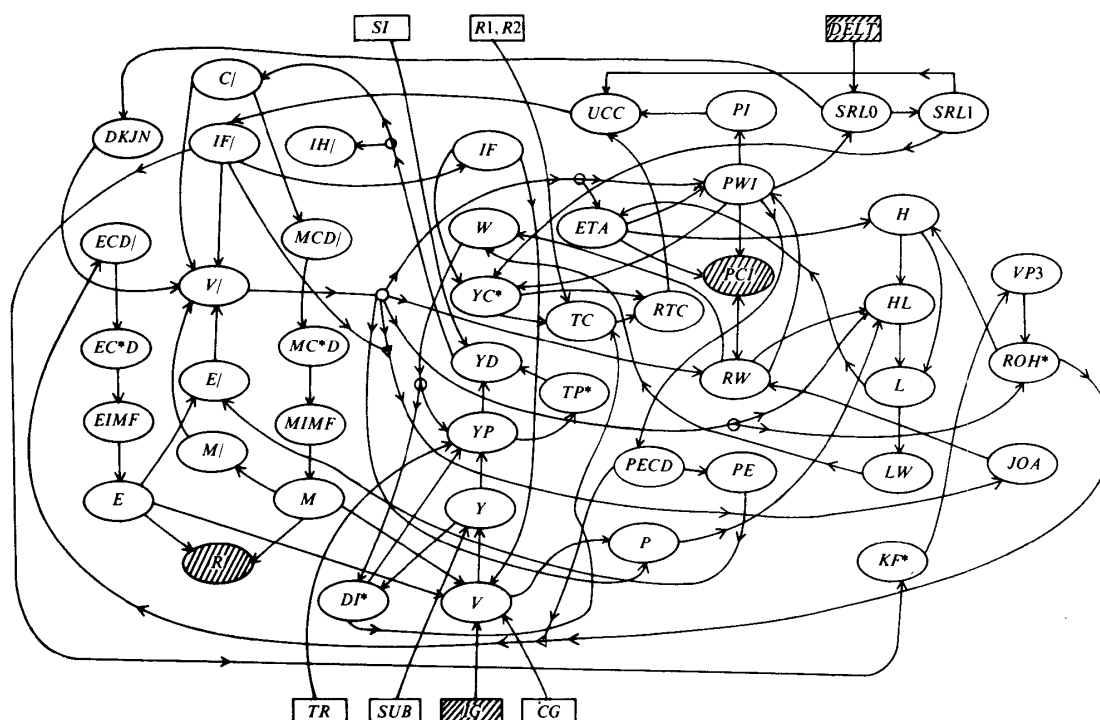 SI R1, R2 DELT
C/ UCC PI SRL0 SRL1
DKJN IF/ IH/ IF
PWI
ECD/ MCD/ W ETA H
V/ YC* PCI VP3
TC RTC HL
EC*D MC*D YD ROH*
E/ TP* RW L
EIMF MIMF YP
M/ PECD PE LW JOA
E M Y
R P KF*
DI* V
TR SUB IG CG